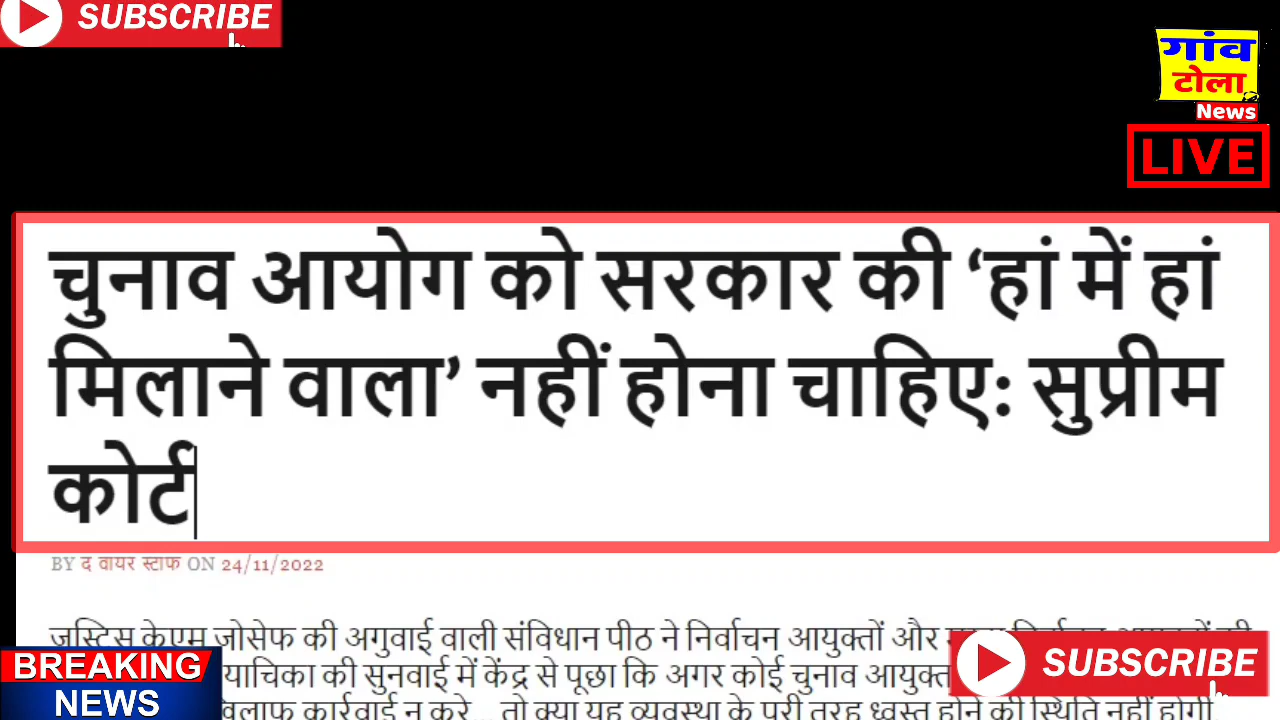 SUBSCRIBE
गांव
टोला
News
LIVE
चुनाव आयोग को सरकार की ‘हां में हां
मिलाने वाला’ नहीं होना चाहिए: सुप्रीम
कोर्ट
BY द वायर स्टाफ ON 24/11/2022
जस्टिस केएम जोसेफ की अगुवाई वाली संविधान पीठ ने निर्वाचन आयुक्तों और
याचिका की सुनवाई में केंद्र से पूछा कि अगर कोई चुनाव आयुक्त
कार्रवाई न करे... तो क्या यह व्यवस्था के पूरी तरह ध्वस्त होने की स्थिति नहीं होगी
BREAKING
NEWS
SUBSCRIBE